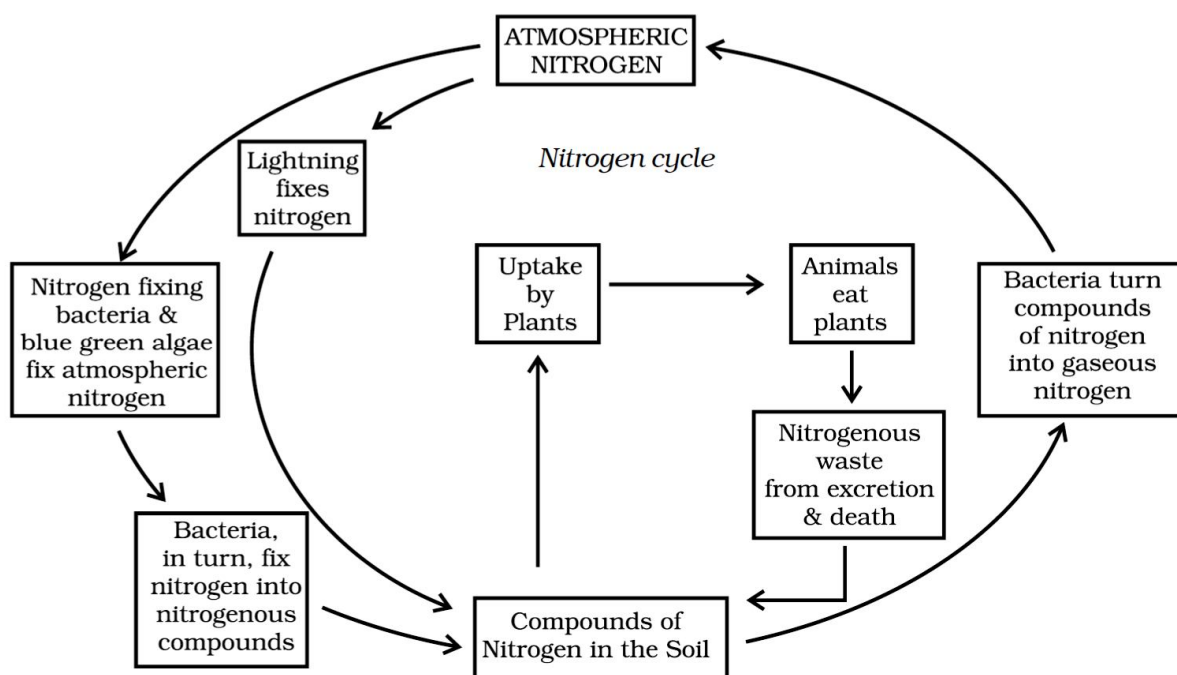 ATMOSPHERIC
NITROGEN
Lightning
fixes
nitrogen
Nitrogen cycle
Nitrogen fixing
bacteria &
blue green algae
fix atmospheric
nitrogen
Uptake
by
Plants
Animals
eat
plants
Bacteria turn
compounds
of nitrogen
into gaseous
nitrogen
Nitrogenous
waste
from excretion
& death
Bacteria,
in turn, fix
nitrogen into
nitrogenous
compounds
Compounds of
Nitrogen in the Soil